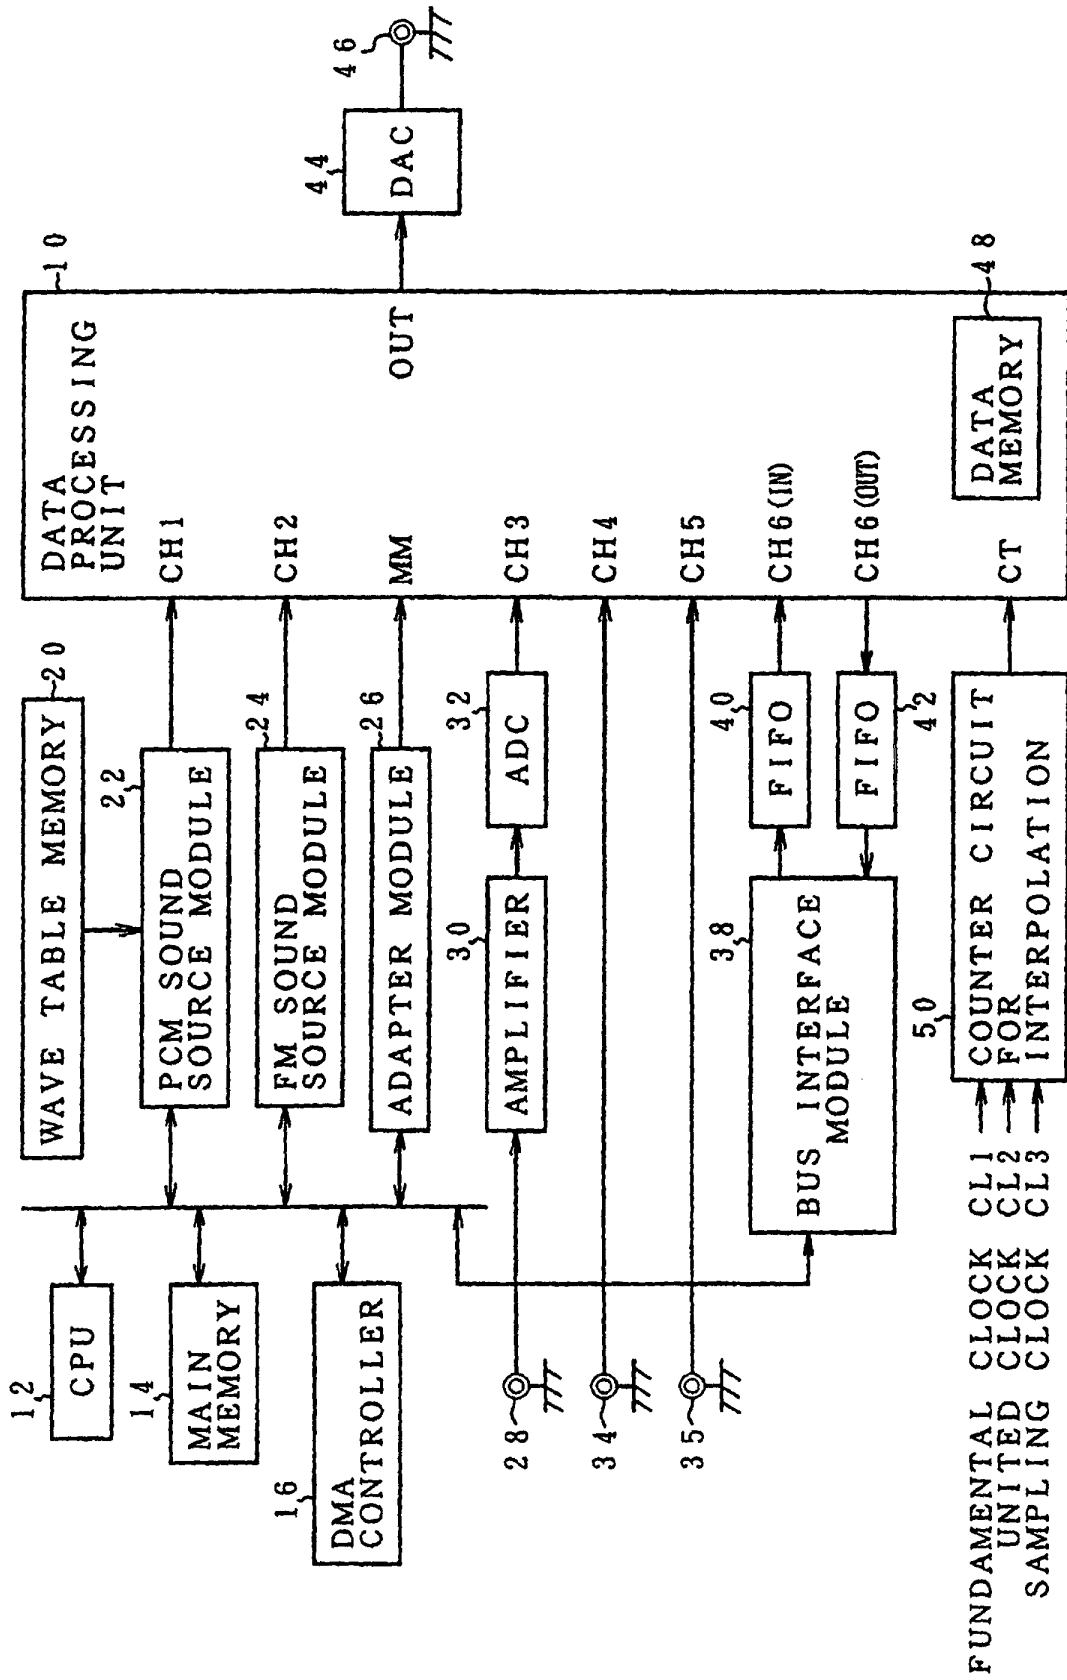 12
CPU
14
MAIN
MEMORY
16
DMA
CONTROLLER
WAVE TABLE MEMORY
20
22
PCM SOUND
SOURCE MODULE
24
FM SOUND
SOURCE MODULE
26
ADAPTER MODULE
28
30
AMPLIFIER
32
ADC
34
35
38
BUS INTERFACE
MODULE
40
FIFO
FIFO
42
50
COUNTER CIRCUIT
FOR
INTERPOLATION
FUNDAMENTAL CLOCK CL1
UNITED CLOCK CL2
SAMPLING CLOCK CL3
10
DATA
PROCESSING
UNIT
CH1
CH2
MM
CH3
CH4
CH5
CH6(IN)
CH6(OUT)
CT
OUT
DATA
MEMORY
48
44
DAC
46